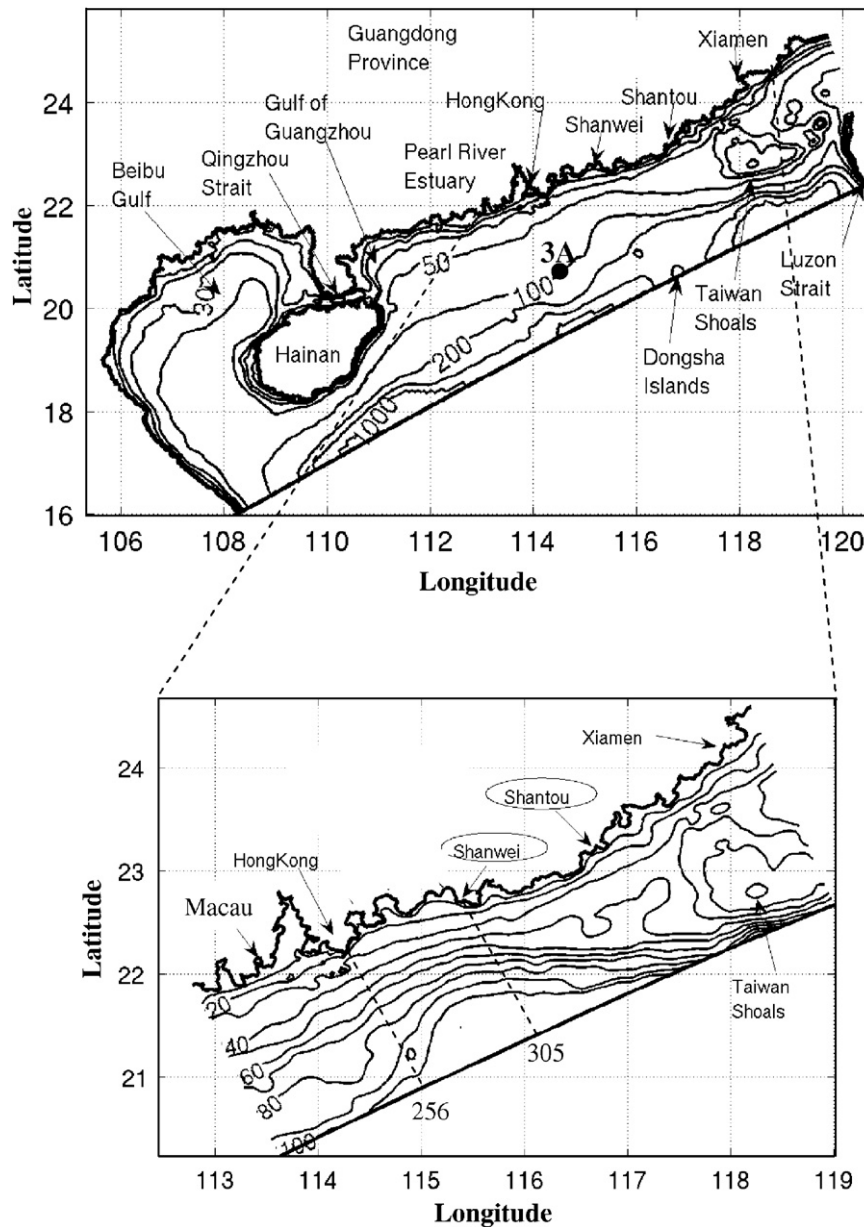 Guangdong
Province
Xiamen
24
Gulf of
Guangzhou
HongKong
Shantou
Shanwei
Qingzhou
Strait
Pearl River
Estuary
Beibu
Gulf
22
Latitude
50
3A
30
20
100
Luzon
Strait
Taiwan
Shoals
Hainan
200
Dongsha
Islands
18
1000
16
106 108 110 112 114 116 118 120
Longitude
Xiamen
24
Shantou
Shanwei
HongKong
23
Macau
Latitude
22
Taiwan
Shoals
20
40
305
60
21
80
256
100
113 114 115 116 117 118 119
Longitude